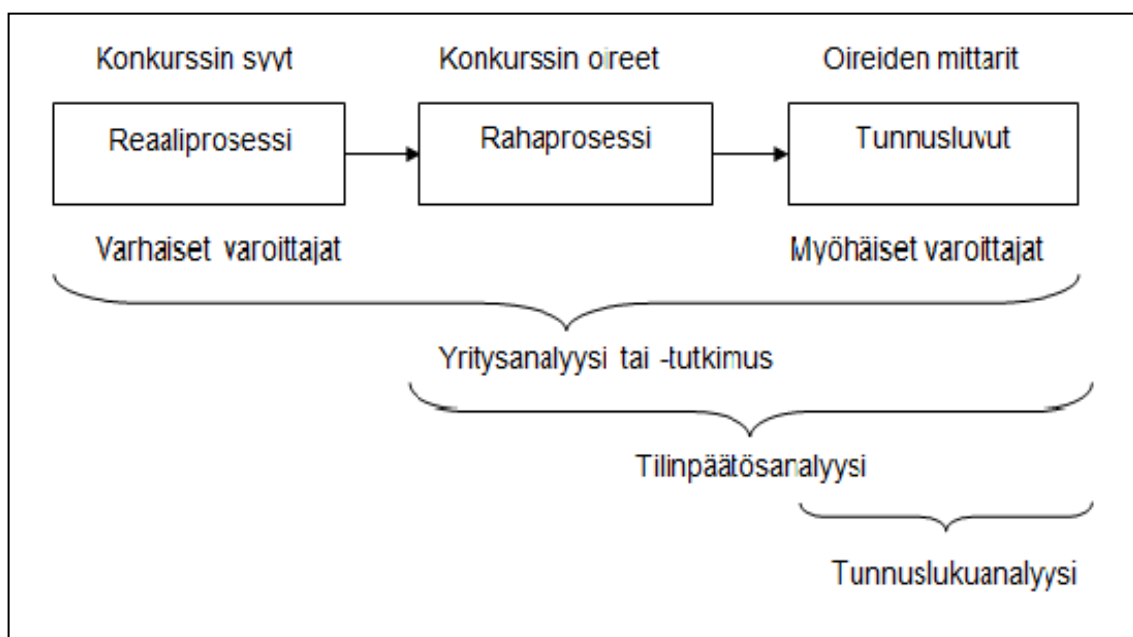 Konkurssin syyt
Konkurssin oireet
Oireiden mittarit
Reaaliprosessi
Rahaprosessi
Tunnusluvut
Varhaiset varoittajat
Myöhäiset varoittajat
Yritysanalyysi tai -tutkimus
Tilinpäätösanalyysi
Tunnuslukuanalyysi